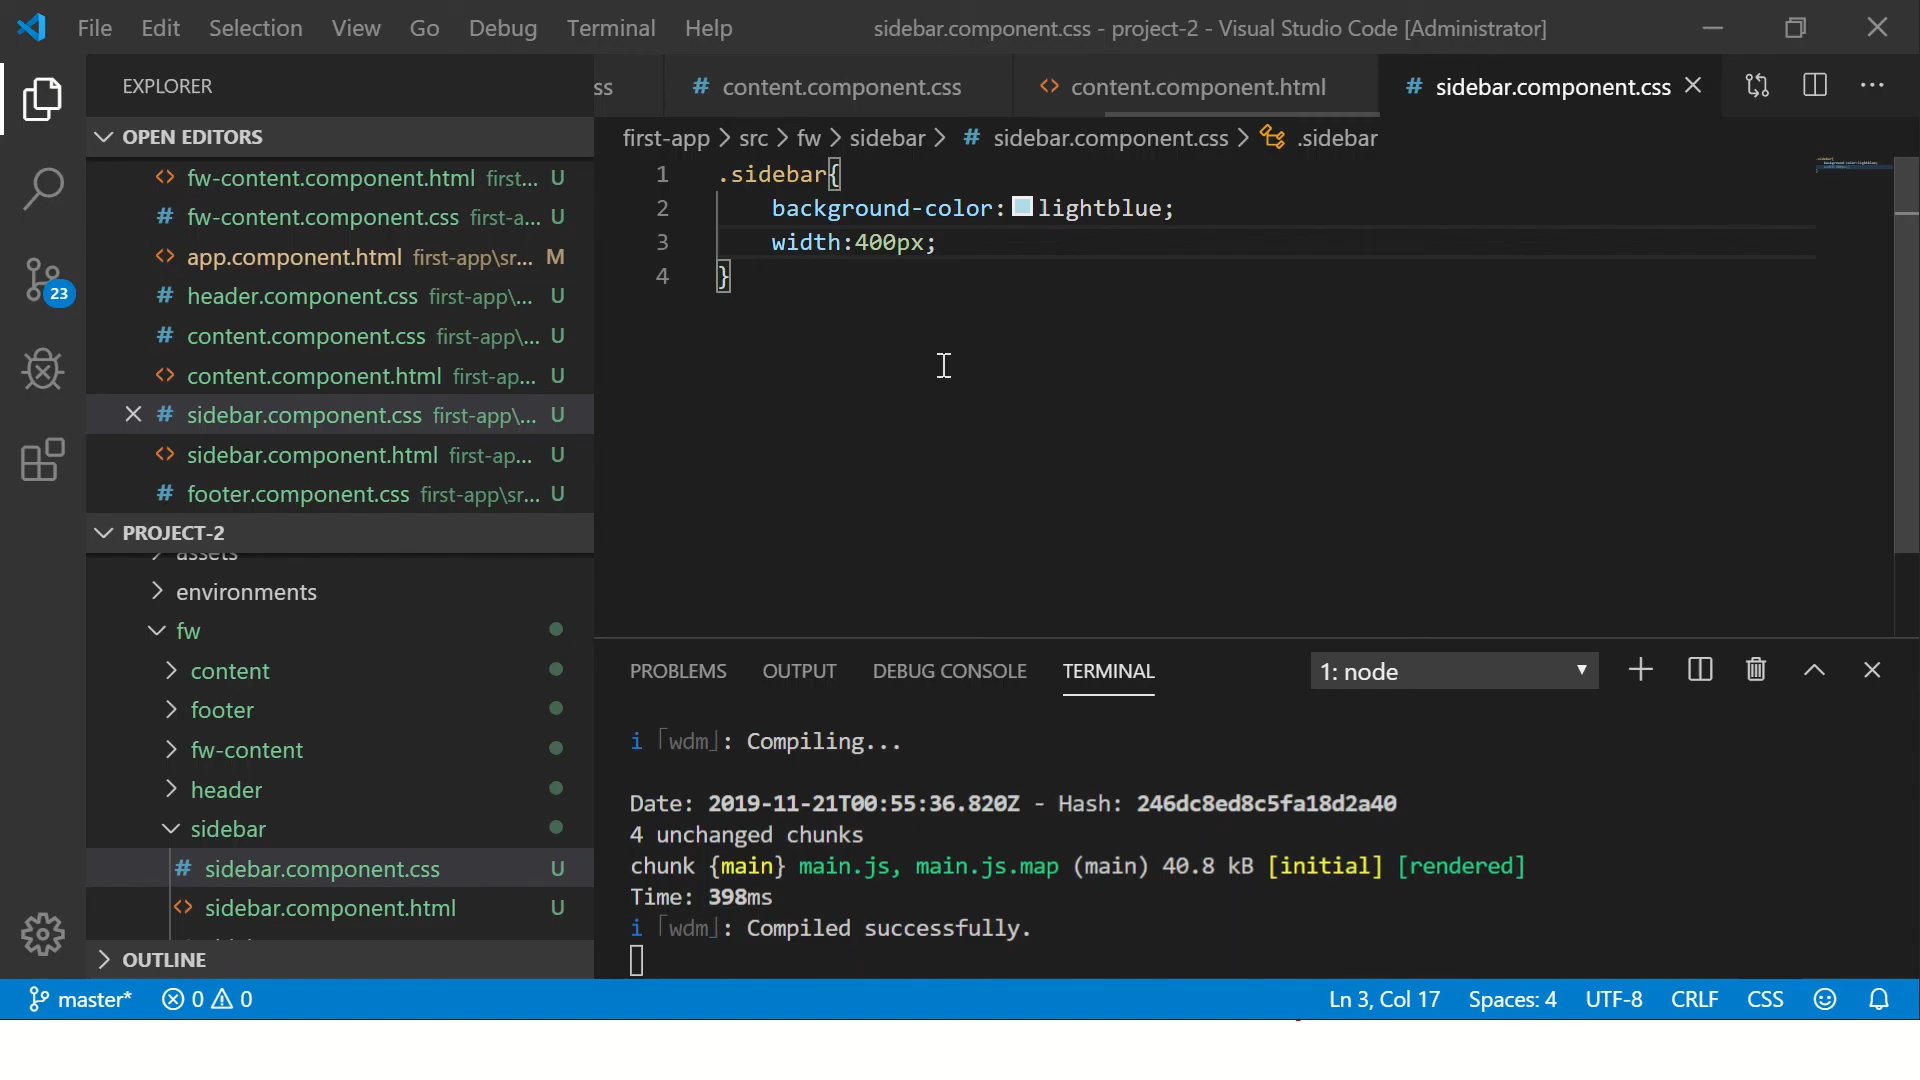 File Edit Selection View Go Debug Terminal Help sidebar.component.css - project-2 - Visual Studio Code [Administrator]
EXPLORER
ss # content.component.css <> content.component.html # sidebar.component.css
OPEN EDITORS
<> fw-content.component.html first... U
# fw-content.component.css first-a... U
<> app.component.html first-app\sr... M
# header.component.css first-app\... U
# content.component.css first-app\... U
<> content.component.html first-ap... U
# sidebar.component.css first-app\... U
<> sidebar.component.html first-ap... U
# footer.component.css first-app\sr... U
23
PROJECT-2
assets
environments
fw
content
footer
fw-content
header
sidebar
# sidebar.component.css U
<> sidebar.component.html U
OUTLINE
first-app > src > fw > sidebar > # sidebar.component.css > .sidebar
1 .sidebar{
2 background-color: lightblue;
3 width:400px;
4 }
PROBLEMS OUTPUT DEBUG CONSOLE TERMINAL 1: node
i ｢wdm｣: Compiling...
Date: 2019-11-21T00:55:36.820Z - Hash: 246dc8ed8c5fa18d2a40
4 unchanged chunks
chunk {main} main.js, main.js.map (main) 40.8 kB [initial] [rendered]
Time: 398ms
i ｢wdm｣: Compiled successfully.
master* 0 0 Ln 3, Col 17 Spaces: 4 UTF-8 CRLF CSS